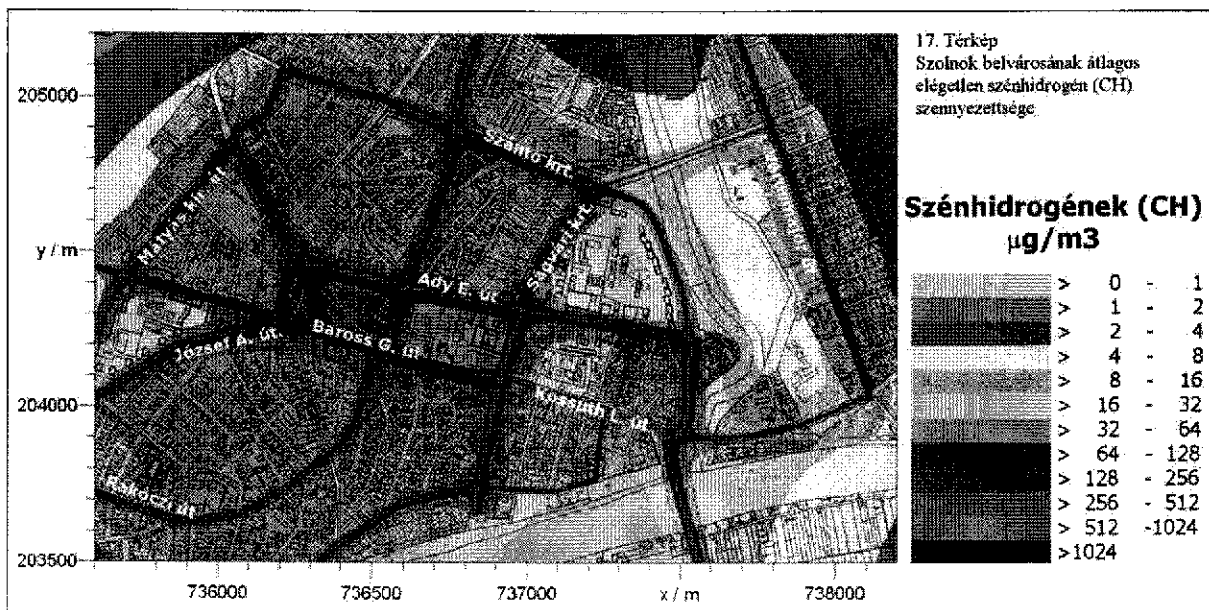 17. Térkép
Szolnok belvárosának átlagos
elégetlen szénhidrogén (CH)
szennyezettsége
Szénhidrogének (CH)
µg/m3
> 0 - 1
> 1 - 2
> 2 - 4
> 4 - 8
> 8 - 16
> 16 - 32
> 32 - 64
> 64 - 128
> 128 - 256
> 256 - 512
> 512 -1024
>1024
205000
y / m
204000
203500
736000
736500
737000
x / m
738000
Szántó krt.
Mátyás kir. út
Ságvári krt.
Ady E. út
József A. út.
Baross G. út
Kossuth L. út
Rákóczi út